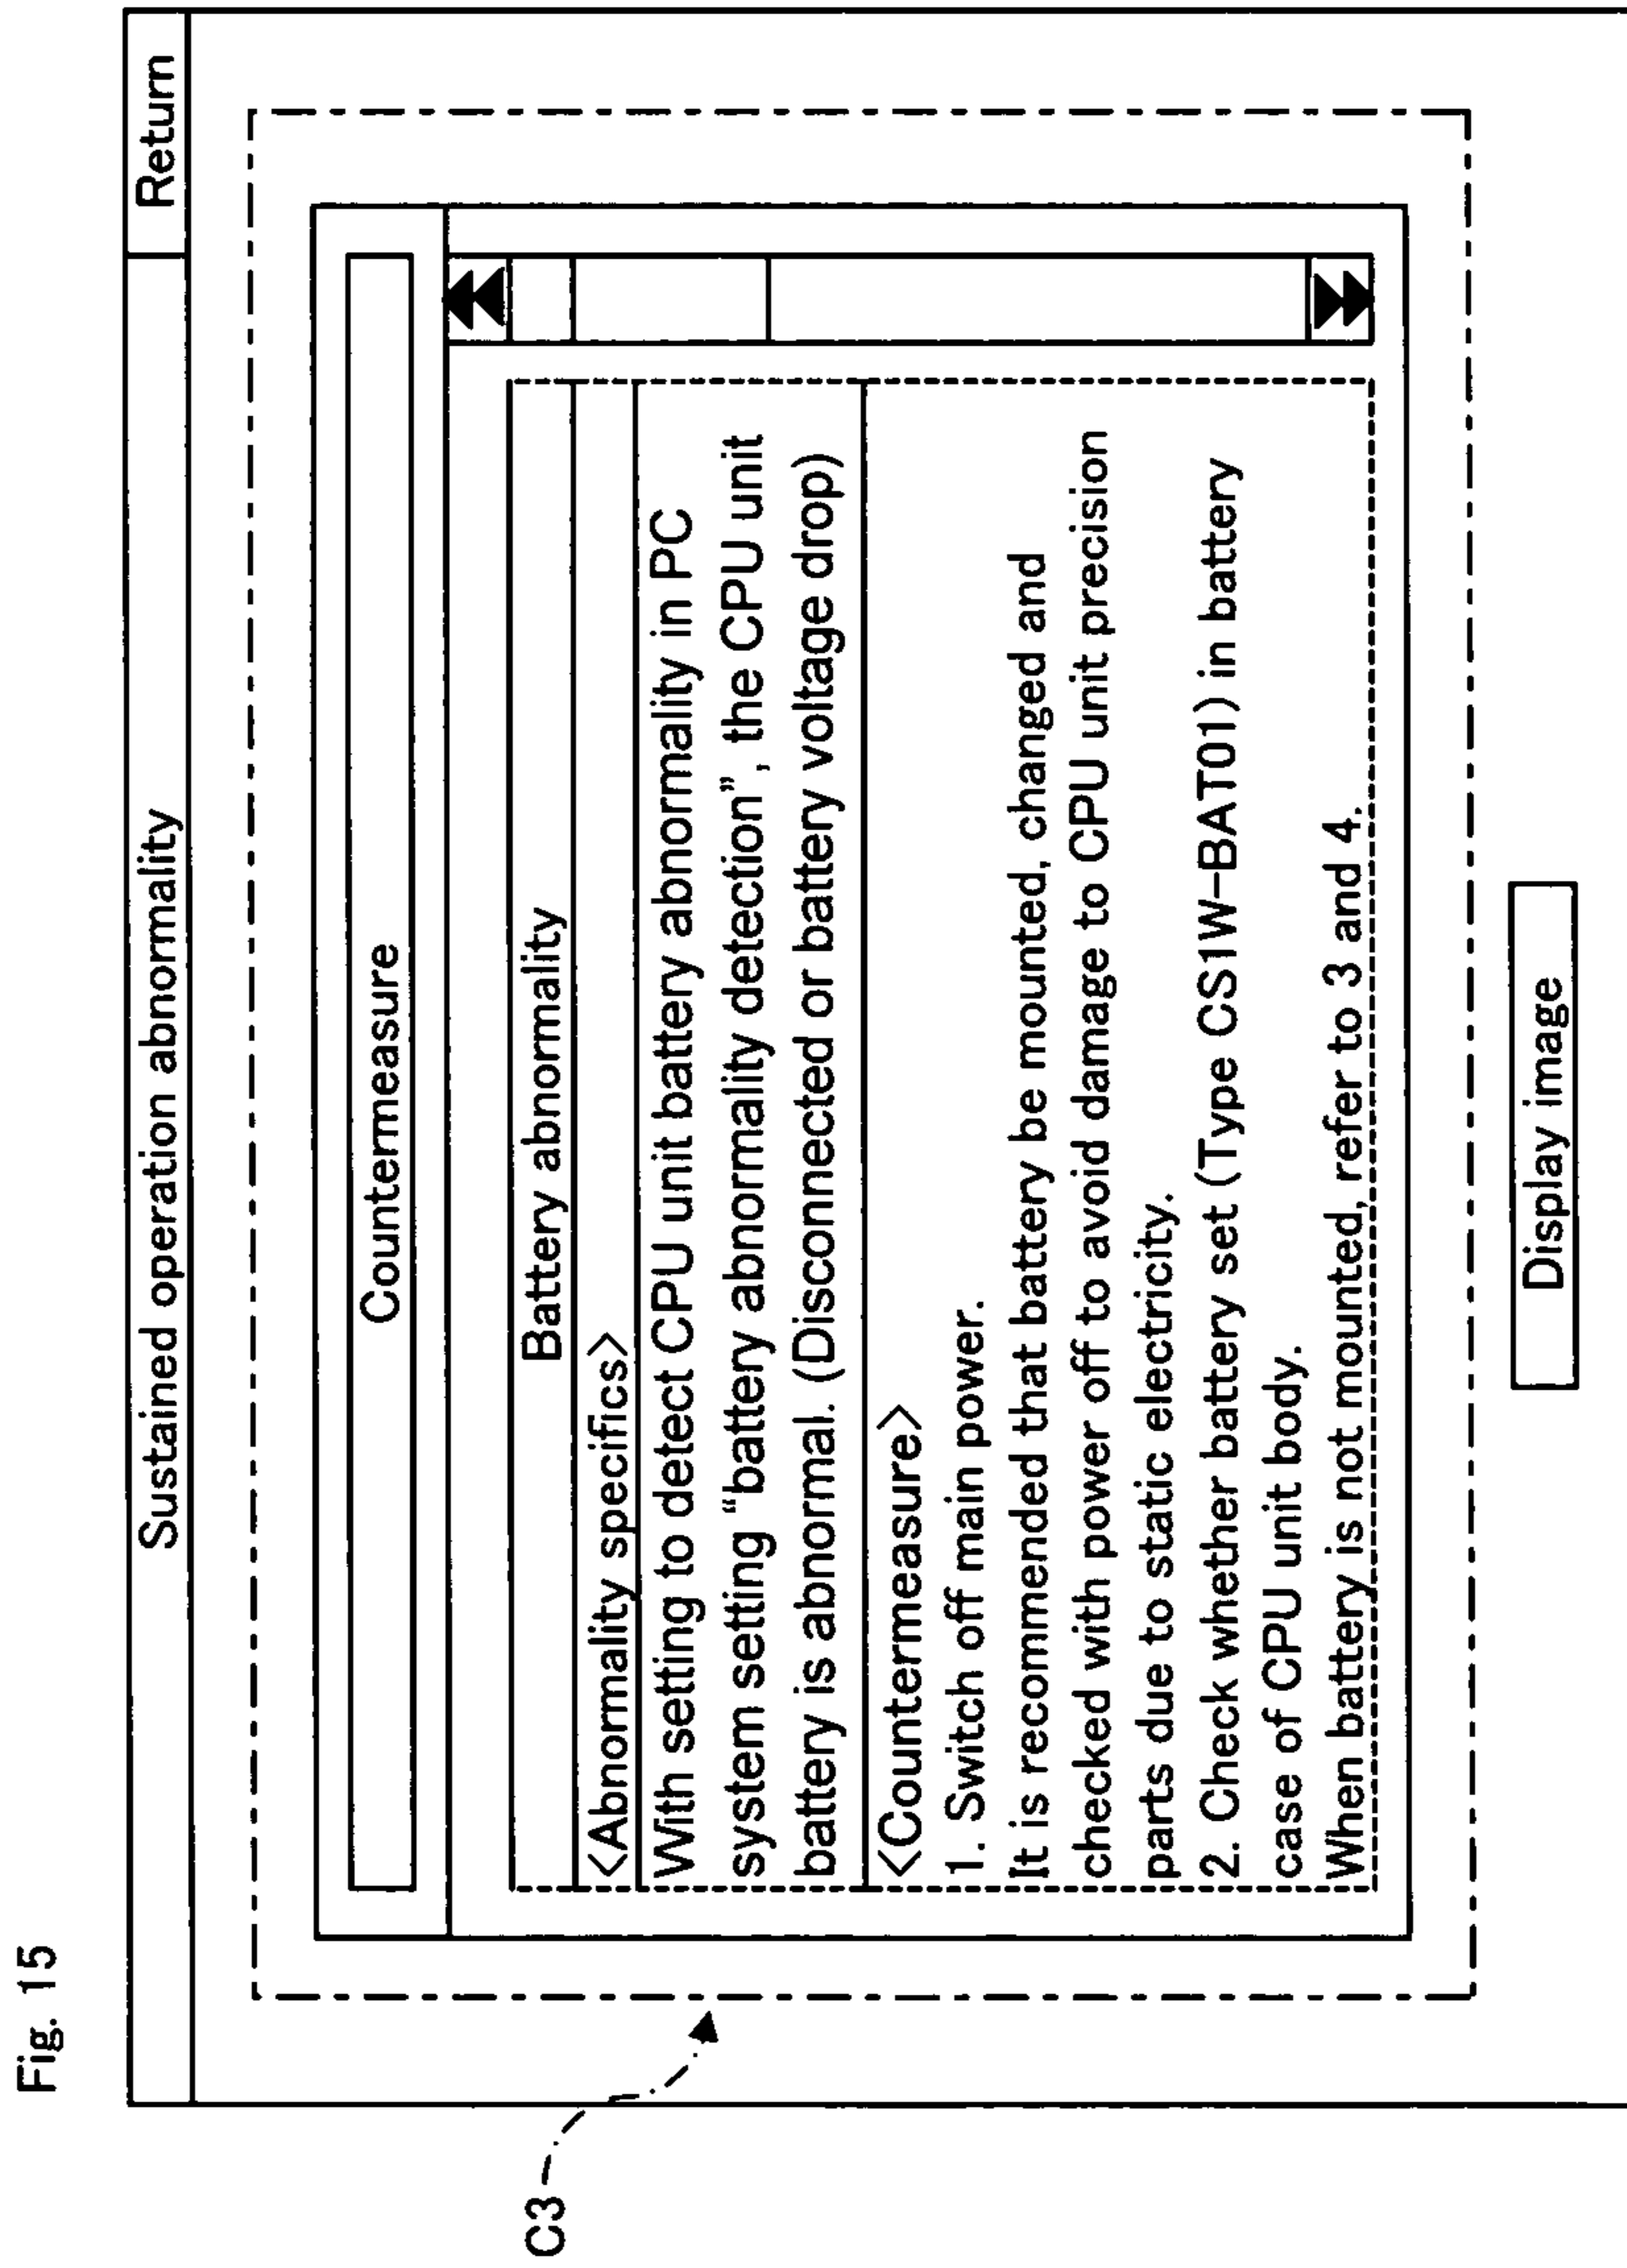 Fig. 15
Sustained operation abnormality
Return
C3
Countermeasure
Battery abnormality
<Abnormality specifics>
With setting to detect CPU unit battery abnormality in PC
system setting “battery abnormality detection”, the CPU unit
battery is abnormal. (Disconnected or battery voltage drop)
<Countermeasure>
1. Switch off main power.
It is recommended that battery be mounted, changed and
checked with power off to avoid damage to CPU unit precision
parts due to static electricity.
2. Check whether battery set (Type CS1W-BAT01) in battery
case of CPU unit body.
When battery is not mounted, refer to 3 and 4.
Display image